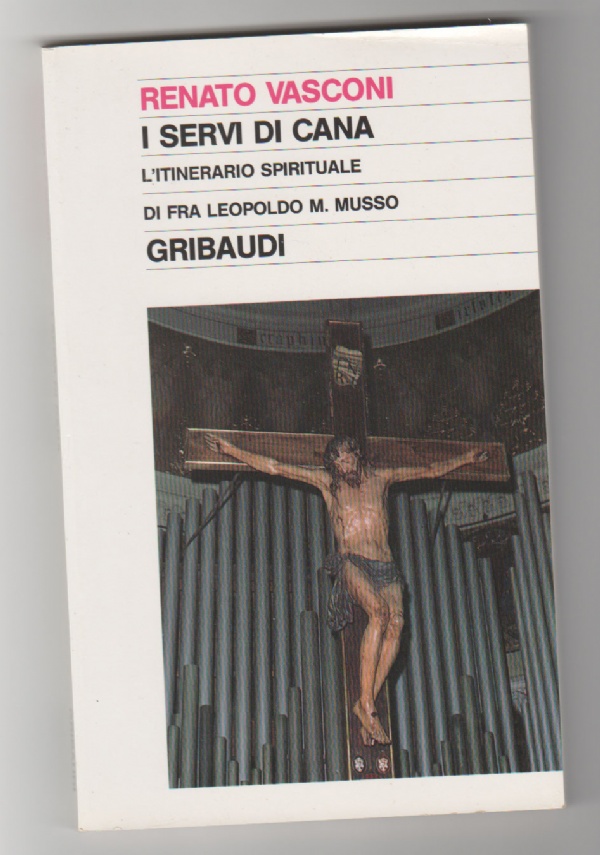 RENATO VASCONI
I SERVI DI CANA
L'ITINERARIO SPIRITUALE
DI FRA LEOPOLDO M. MUSSO
GRIBAUDI